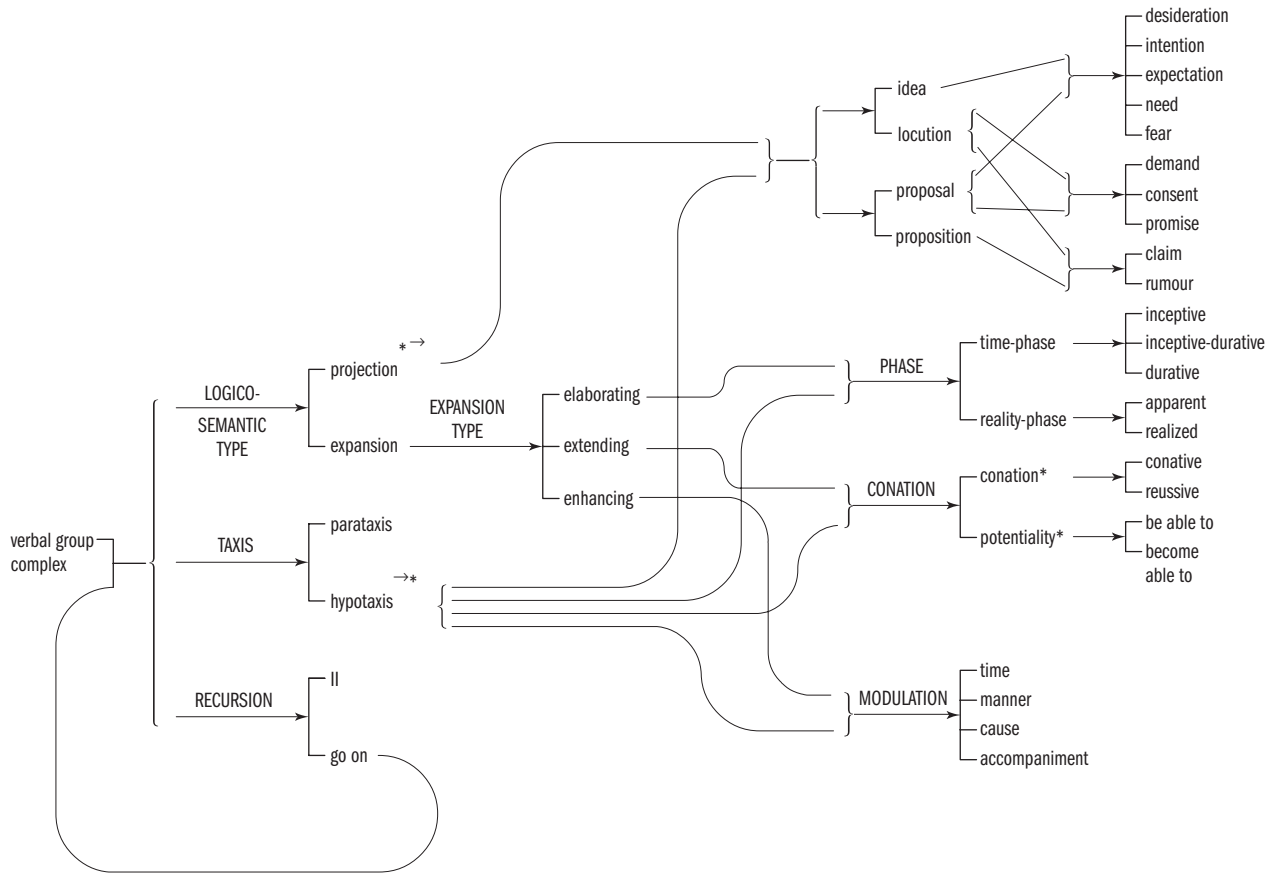 desideration
intention
expectation
need
fear
idea
locution
demand
consent
promise
proposal
proposition
claim
rumour
inceptive
inceptive-durative
durative
time-phase
PHASE
reality-phase
apparent
realized
* →
projection
LOGICO-
SEMANTIC
TYPE
expansion
EXPANSION
TYPE
elaborating
extending
enhancing
CONATION
conation*
conative
reussive
potentiality*
be able to
become
able to
verbal group
complex
TAXIS
parataxis
→*
hypotaxis
RECURSION
II
go on
MODULATION
time
manner
cause
accompaniment